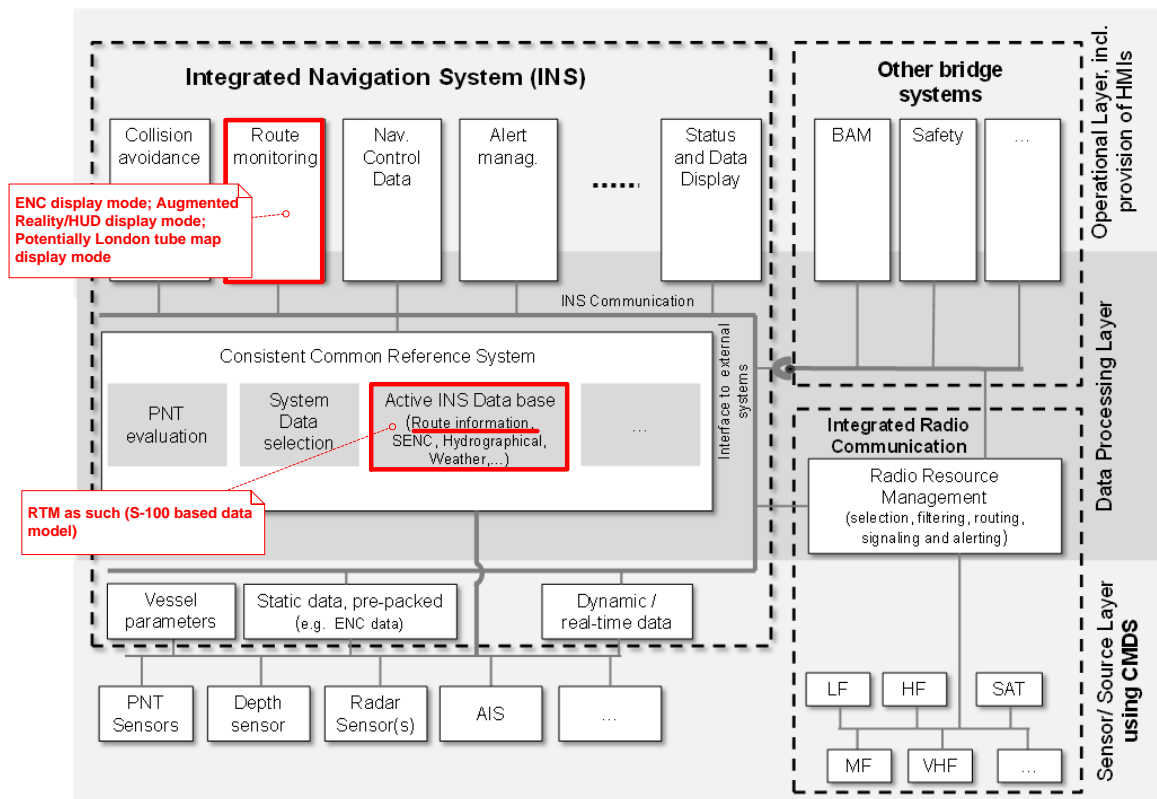 Integrated Navigation System (INS)
Other bridge
systems
Collision
avoidance
Route
monitoring
Nav.
Control
Data
Alert
manag.
......
Status
and Data
Display
BAM
Safety
...
Operational Layer, incl.
provision of HMIs
ENC display mode; Augmented
Reality/HUD display mode;
Potentially London tube map
display mode
INS Communication
Consistent Common Reference System
PNT
evaluation
System
Data
selection
Active INS Data base
(Route information,
SENC, Hydrographical,
Weather,...)
...
Interface to external
systems
Data Processing Layer
Integrated Radio
Communication
Radio Resource
Management
(selection, filtering, routing,
signaling and alerting)
RTM as such (S-100 based data
model)
Vessel
parameters
Static data, pre-packed
(e.g. ENC data)
Dynamic /
real-time data
PNT
Sensors
Depth
sensor
Radar
Sensor(s)
AIS
...
LF
HF
SAT
MF
VHF
...
Sensor/ Source Layer
using CMDS